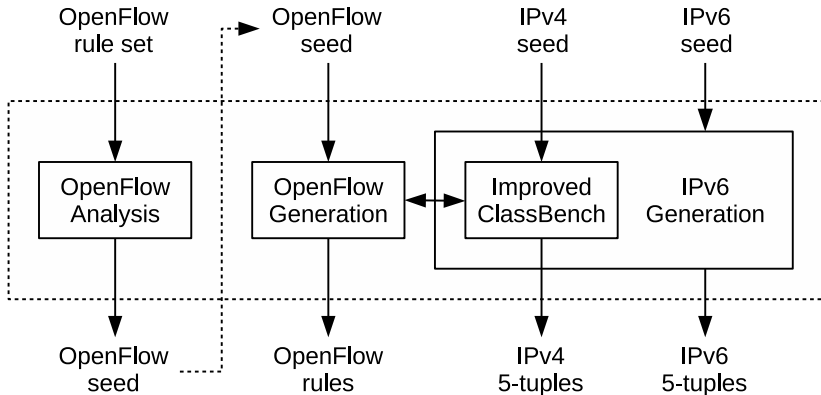 OpenFlow
rule set
OpenFlow
seed
IPv4
seed
IPv6
seed
OpenFlow
Analysis
OpenFlow
Generation
Improved
ClassBench
IPv6
Generation
OpenFlow
seed
OpenFlow
rules
IPv4
5-tuples
IPv6
5-tuples